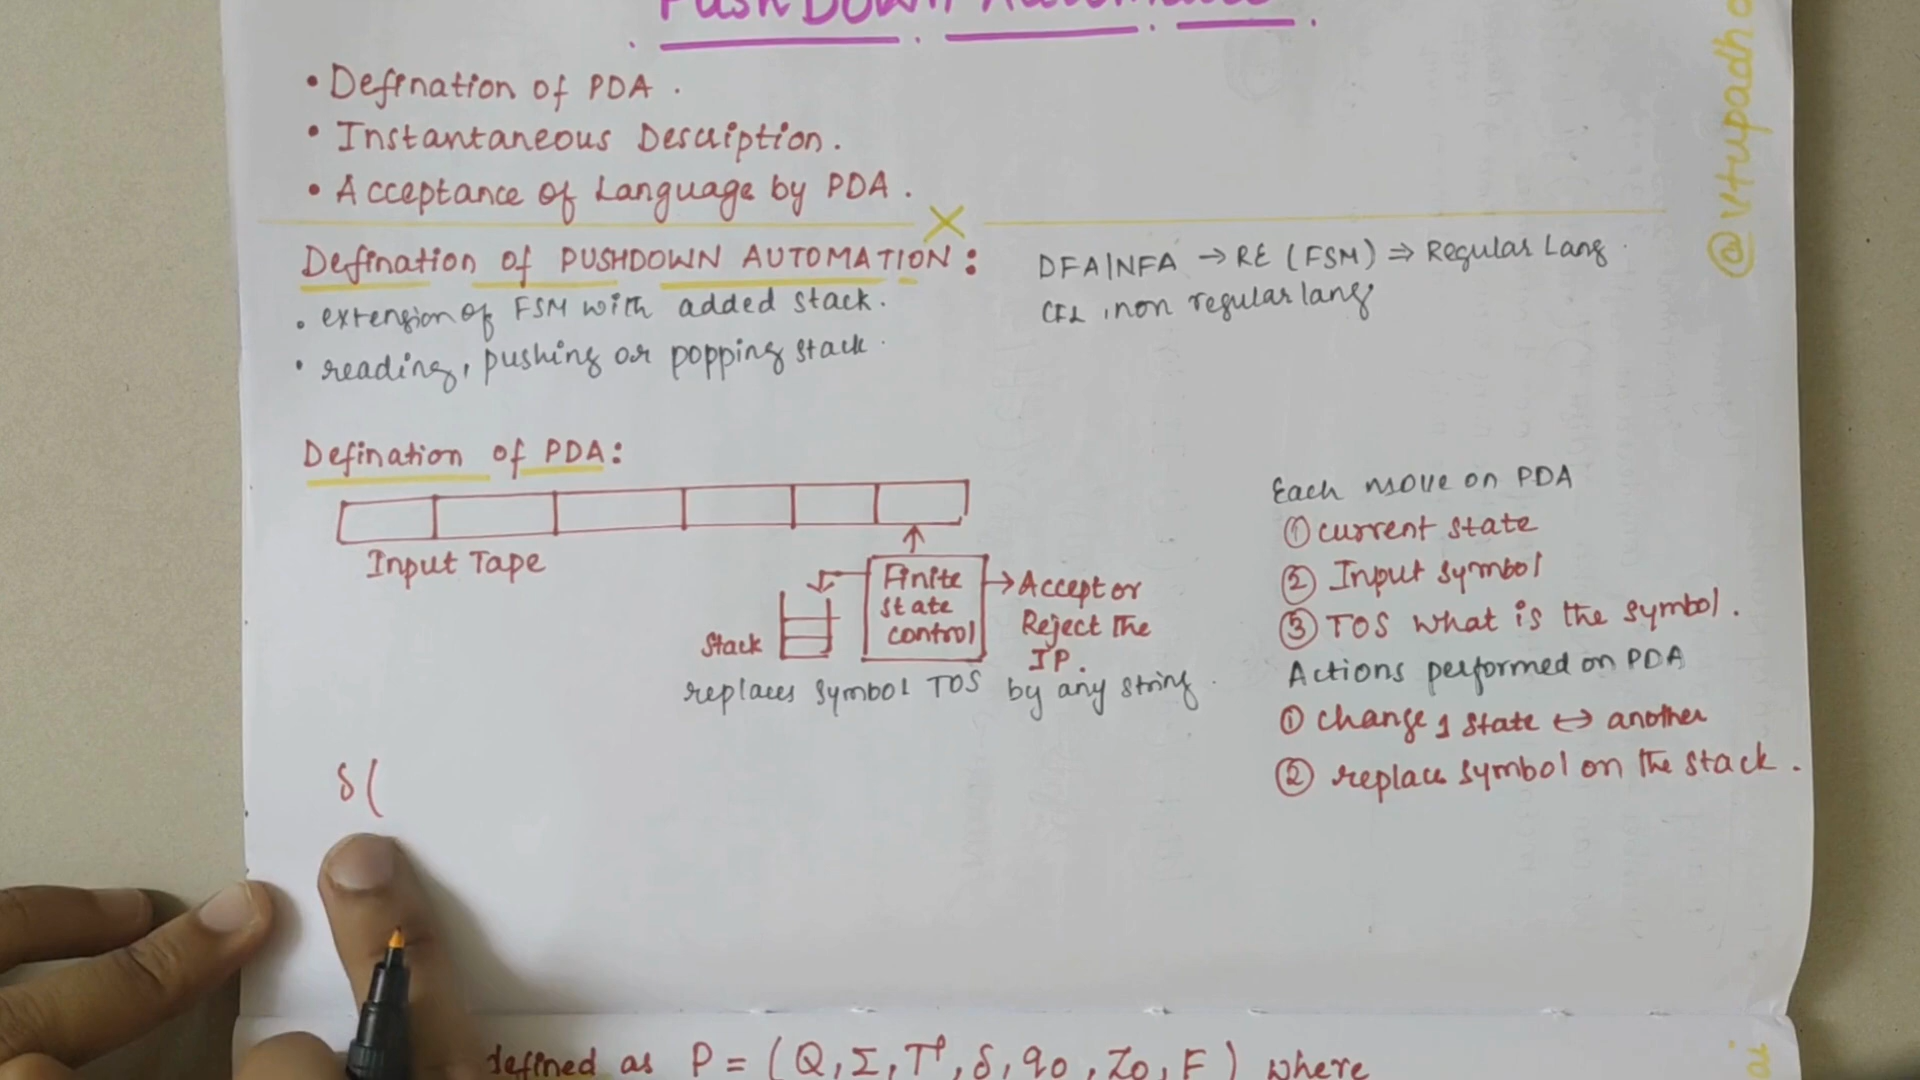 PushDown Automata.
• Defination of PDA.
• Instantaneous Description.
• Acceptance of Language by PDA.
Defination of PUSHDOWN AUTOMATION:
• extension of FSM with added stack.
• reading, pushing or popping stack.
DFA|NFA → RE (FSM) ⇒ Regular Lang.
CFL, non regular lang
Defination of PDA:
Input Tape
Stack
Finite
state
control
→ Accept or
Reject the
IP.
replaces symbol TOS by any string.
Each move on PDA
① current state
② Input symbol
③ TOS what is the symbol.
Actions performed on PDA
① change 1 state ↔ another
② replace symbol on the stack.
δ(
defined as P = (Q, Σ, Γ, δ, q0, Z0, F) where
@vtupadho